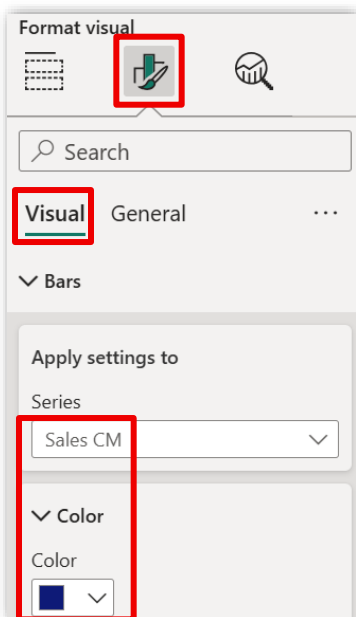 Format visual
Search
Visual General
Bars
Apply settings to
Series
Sales CM
Color
Color